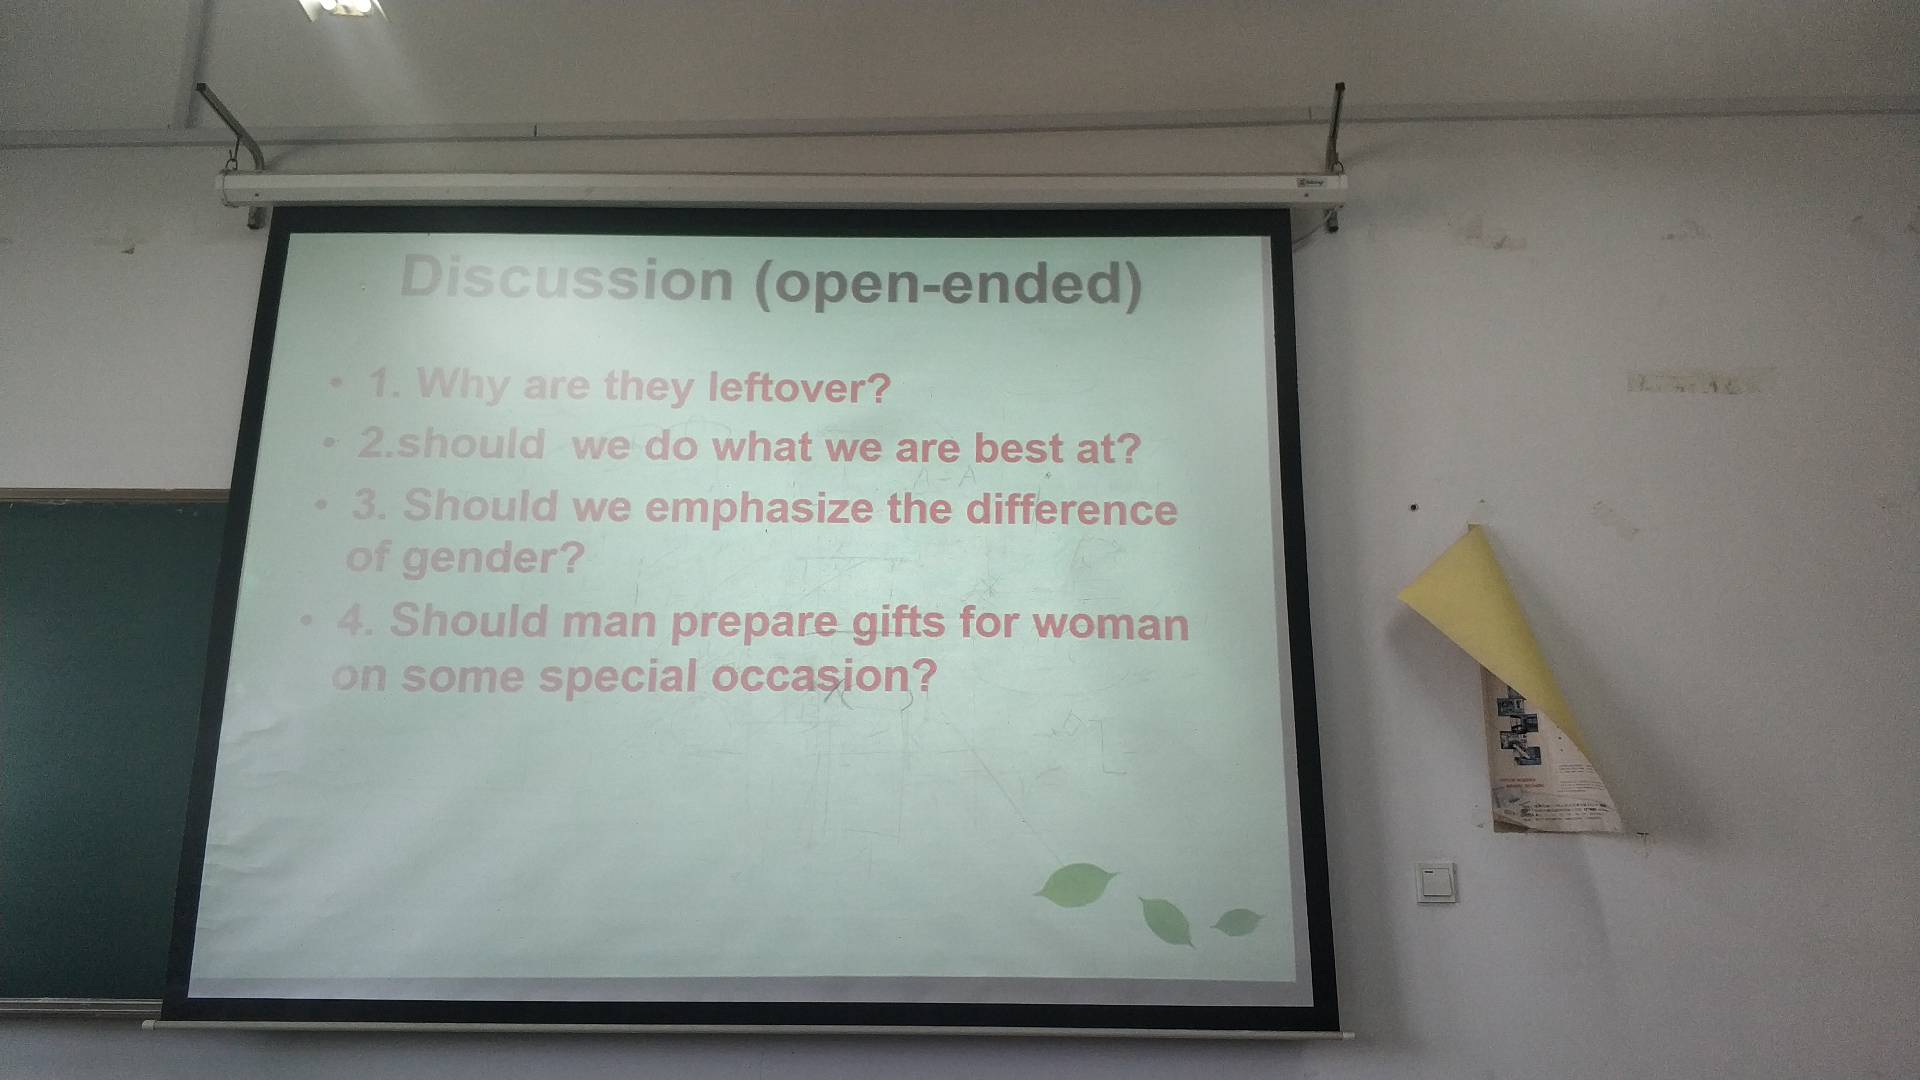 Discussion (open-ended)
• 1. Why are they leftover?
• 2.should we do what we are best at?
• 3. Should we emphasize the difference
of gender?
• 4. Should man prepare gifts for woman
on some special occasion?